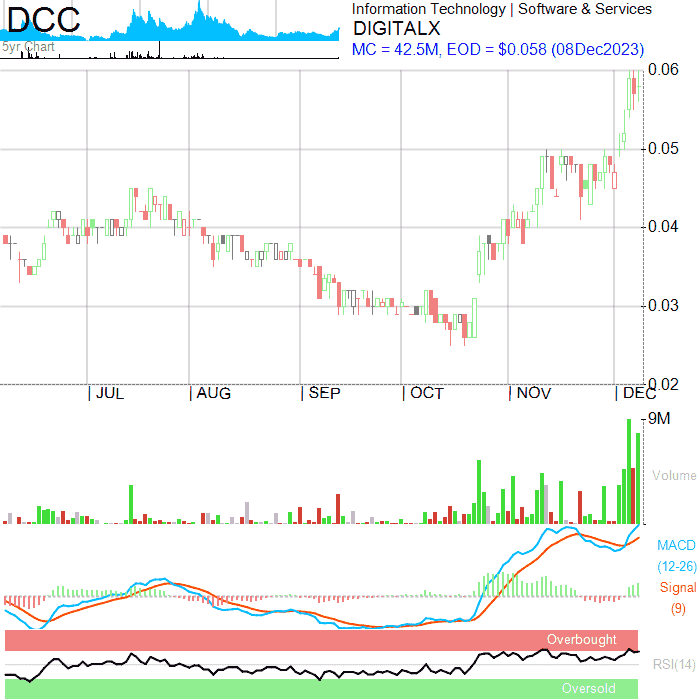 DCC
5yr Chart
Information Technology | Software & Services
DIGITALX
MC = 42.5M, EOD = $0.058 (08Dec2023)
0.06
0.05
0.04
0.03
0.02
| JUL | AUG | SEP | OCT | NOV | DEC
9M
Volume
MACD
(12-26)
Signal
(9)
Overbought
RSI(14)
Oversold